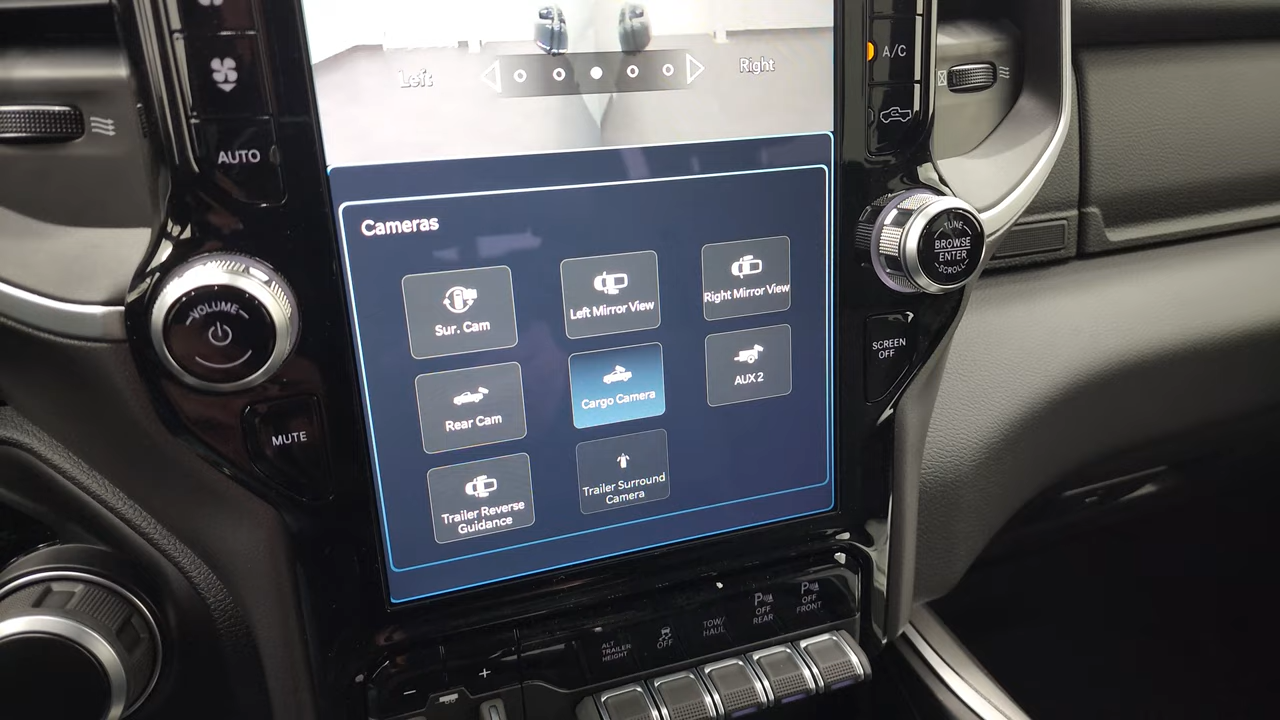 Left
Right
A/C
AUTO
Cameras
Sur. Cam
Left Mirror View
Right Mirror View
Rear Cam
Cargo Camera
AUX 2
Trailer Reverse
Guidance
Trailer Surround
Camera
VOLUME
MUTE
TUNE
BROWSE
ENTER
SCROLL
SCREEN
OFF
ALT
TRAILER
HEIGHT
OFF
TOW/
HAUL
P
OFF
REAR
P
OFF
FRONT
- +